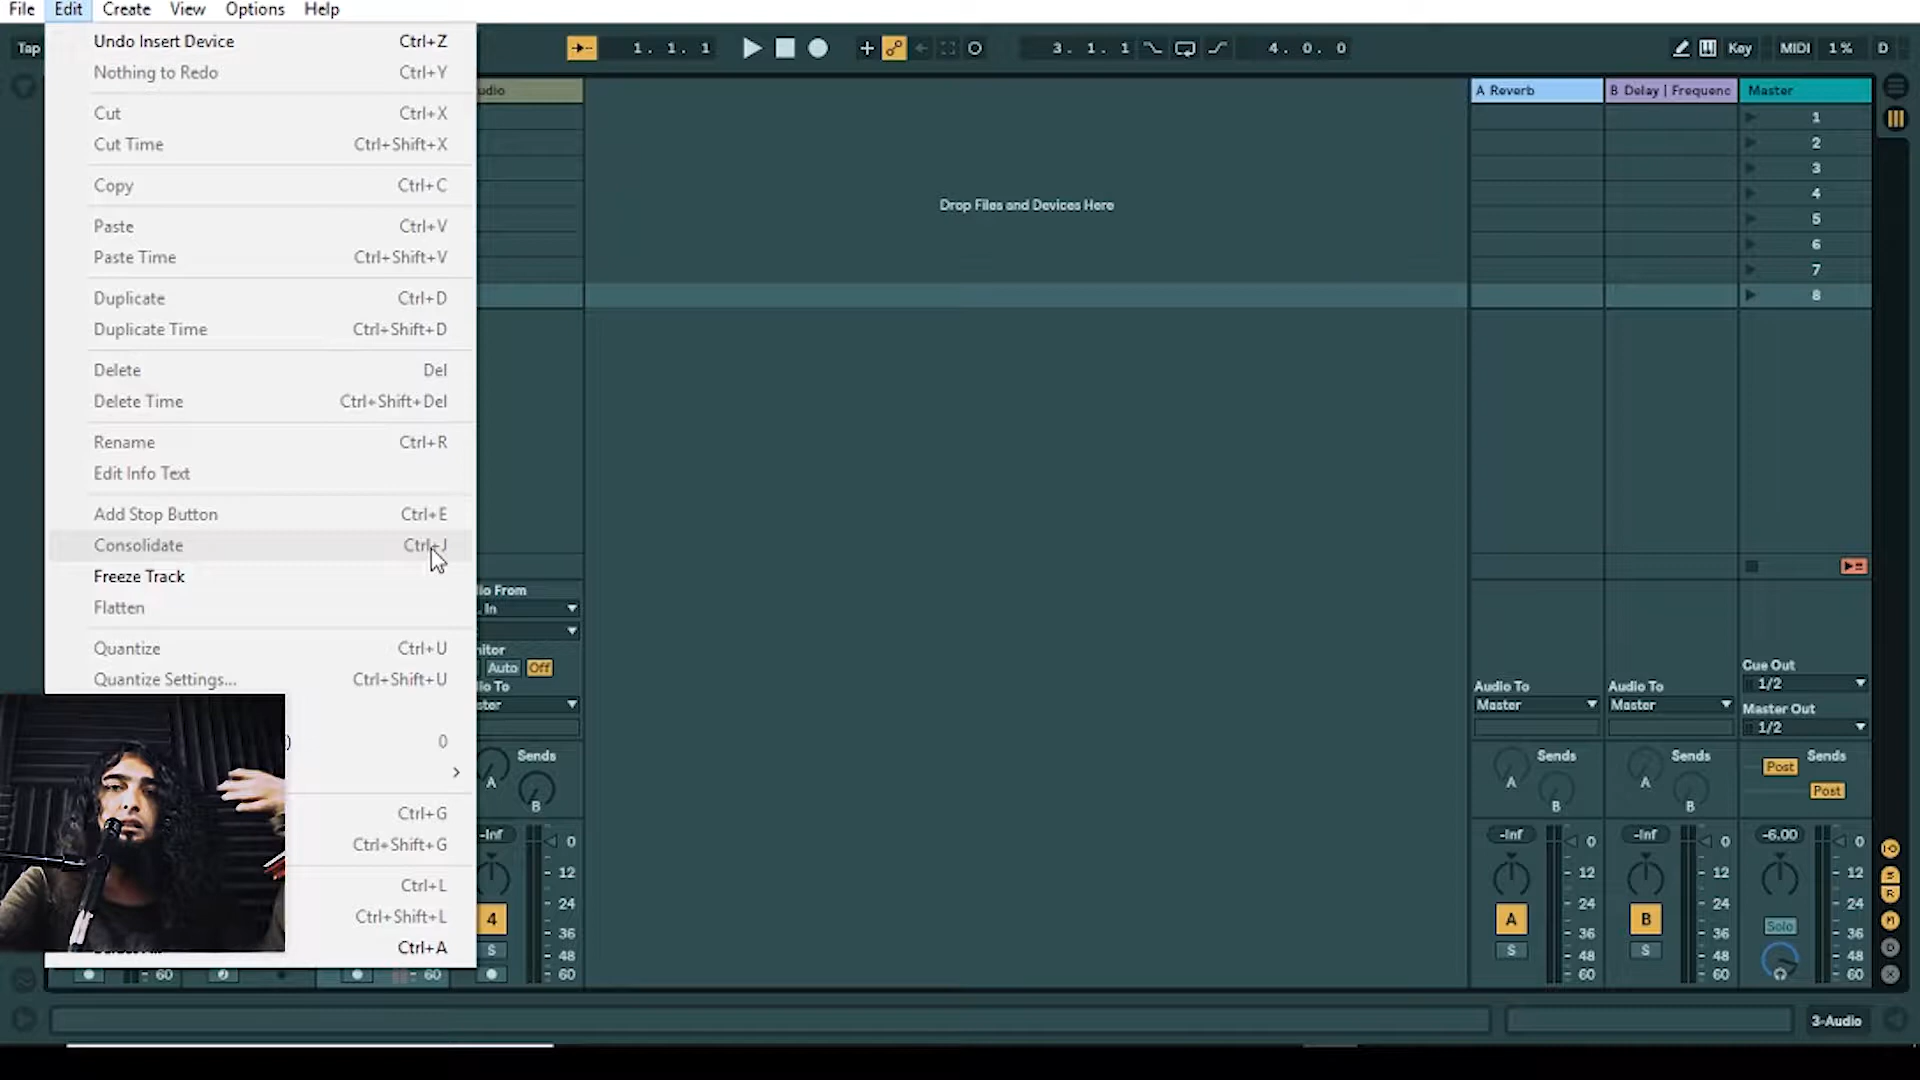 File Edit Create View Options Help
Tap 1. 1. 1 3. 1. 1 4. 0. 0 Key MIDI 1% D
Undo Insert Device Ctrl+Z
Nothing to Redo Ctrl+Y
Cut Ctrl+X
Cut Time Ctrl+Shift+X
Copy Ctrl+C
Paste Ctrl+V
Paste Time Ctrl+Shift+V
Duplicate Ctrl+D
Duplicate Time Ctrl+Shift+D
Delete Del
Delete Time Ctrl+Shift+Del
Rename Ctrl+R
Edit Info Text
Add Stop Button Ctrl+E
Consolidate Ctrl+J
Freeze Track
Flatten
Quantize Ctrl+U
Quantize Settings... Ctrl+Shift+U
) 0
Ctrl+G
Ctrl+Shift+G
Ctrl+L
Ctrl+Shift+L
Ctrl+A
60 60
udio
Drop Files and Devices Here
A Reverb B Delay | Frequenc Master
1
2
3
4
5
6
7
8
io From
. In
nitor
Auto Off
io To
ster
Sends
A
B
-Inf 0
12
24
4 36
S 48
60
Audio To
Master
Sends
A
B
-Inf 0
12
24
A 36
S 48
60
Audio To
Master
Sends
A
B
-Inf 0
12
24
B 36
S 48
60
Cue Out
1/2
Master Out
1/2
Sends
Post
Post
-6.00 0
12
24
Solo 36
48
60
3-Audio